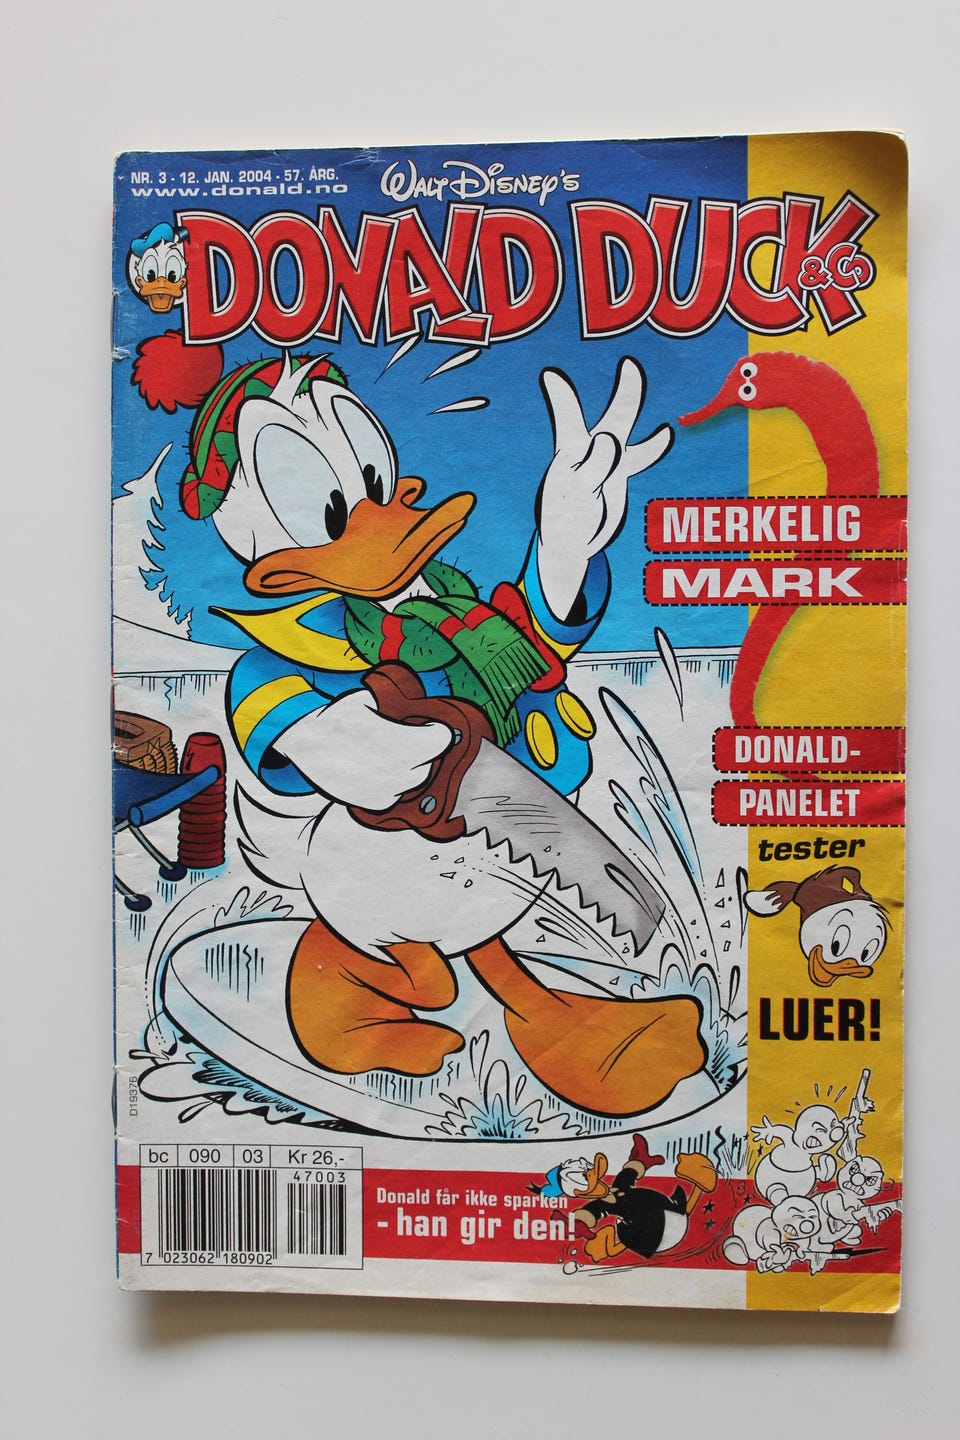 NR. 3 - 12. JAN. 2004 - 57. ÅRG.
www.donald.no
WALT DISNEY'S
DONALD DUCK
& Co
MERKELIG
MARK
DONALD-
PANELET
tester
LUER!
D19376
bc 090 03 Kr 26,-
47003
7 023062 180902
Donald får ikke sparken
- han gir den!